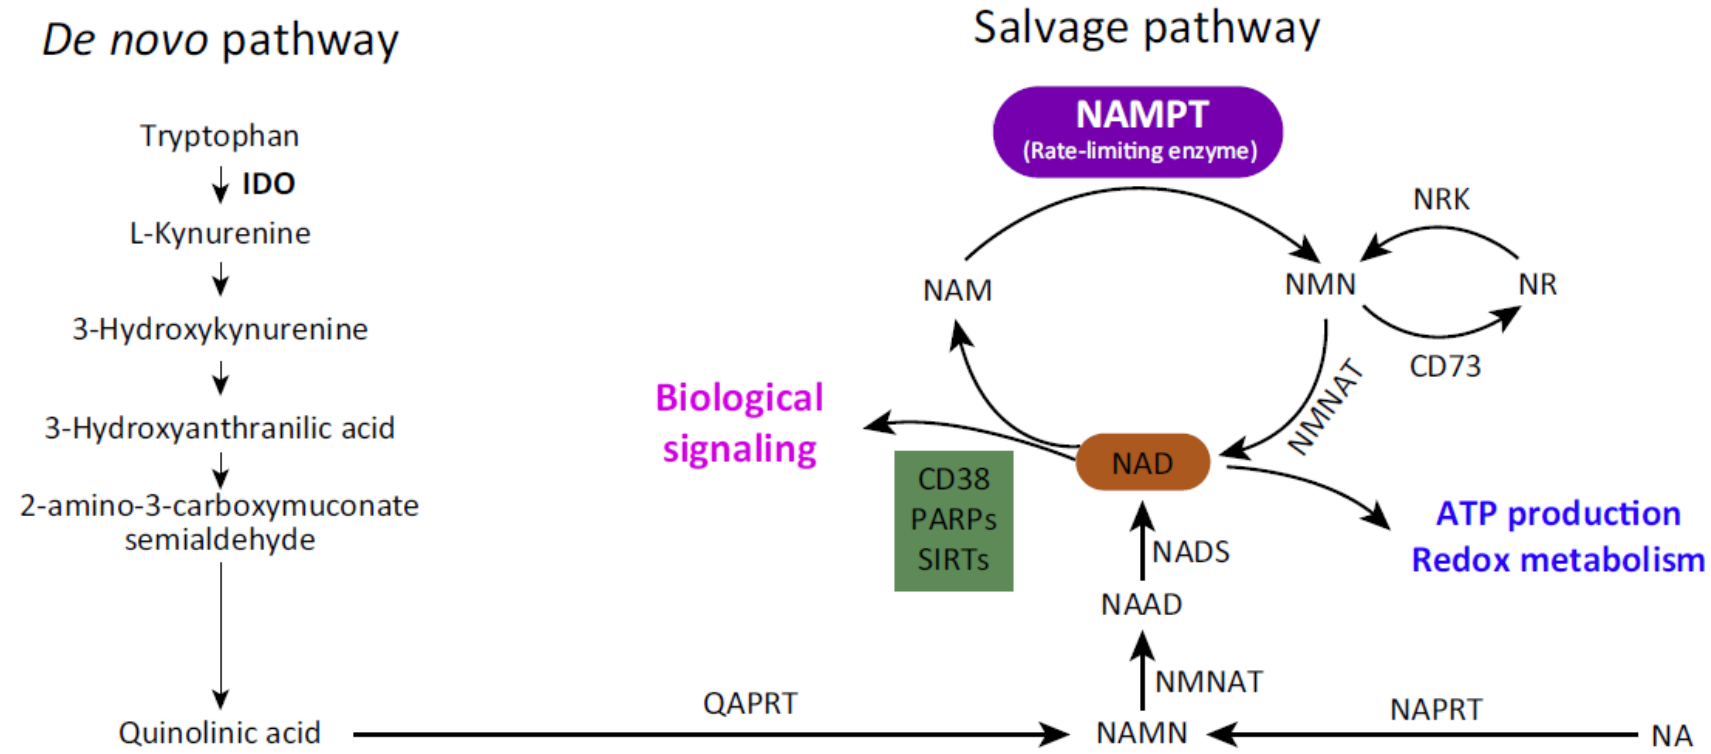 De novo pathway
Tryptophan
IDO
L-Kynurenine
3-Hydroxykynurenine
3-Hydroxyanthranilic acid
2-amino-3-carboxymuconate
semialdehyde
Quinolinic acid
QAPRT
Salvage pathway
NAMPT
(Rate-limiting enzyme)
NRK
NAM
NMN
NR
CD73
NMNAT
Biological
signaling
NAD
CD38
PARPs
SIRTs
ATP production
Redox metabolism
NADS
NAAD
NMNAT
NAMN
NAPRT
NA